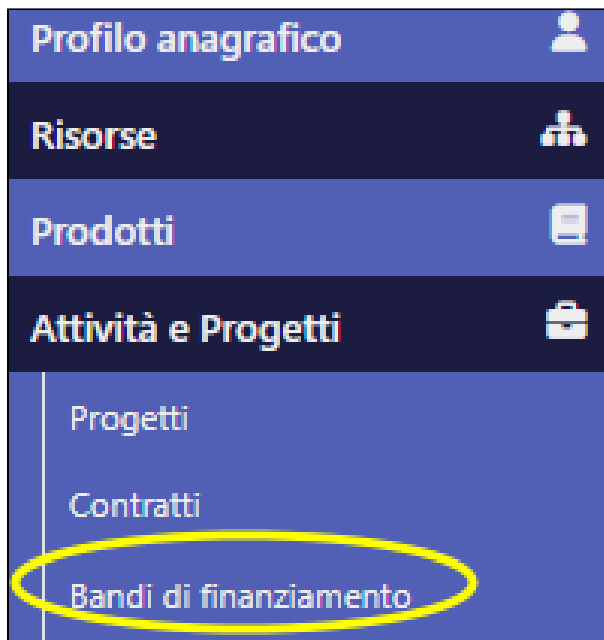 Profilo anagrafico
Risorse
Prodotti
Attività e Progetti
Progetti
Contratti
Bandi di finanziamento